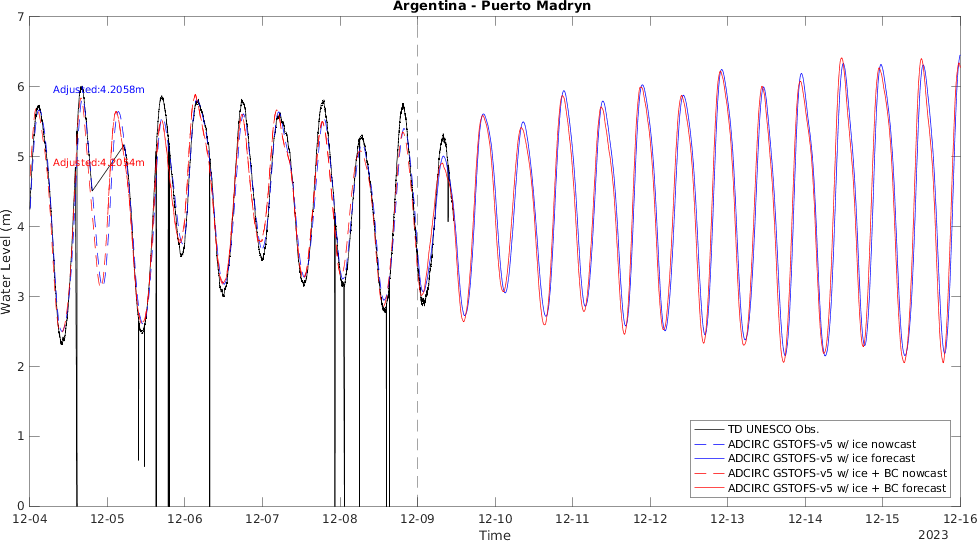 Argentina - Puerto Madryn
7
6
5
4
3
2
1
0
Water Level (m)
Adjusted:4.2058m
Adjusted:4.2054m
TD UNESCO Obs.
ADCIRC GSTOFS-v5 w/ ice nowcast
ADCIRC GSTOFS-v5 w/ ice forecast
ADCIRC GSTOFS-v5 w/ ice + BC nowcast
ADCIRC GSTOFS-v5 w/ ice + BC forecast
12-04 12-05 12-06 12-07 12-08 12-09 12-10 12-11 12-12 12-13 12-14 12-15 12-16
Time
2023